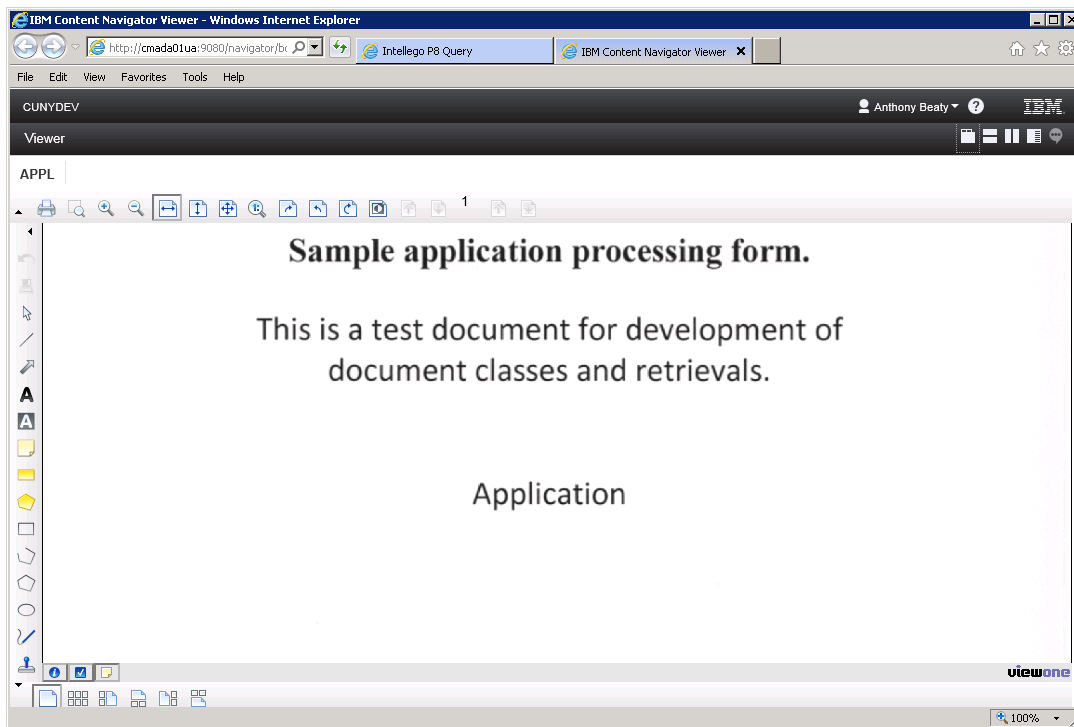 IBM Content Navigator Viewer - Windows Internet Explorer
http://cmada01ua:9080/navigator/bo
Intellego P8 Query
IBM Content Navigator Viewer
File Edit View Favorites Tools Help
CUNYDEV
Anthony Beaty
?
IBM
Viewer
APPL
1
Sample application processing form.
This is a test document for development of
document classes and retrievals.
Application
A
A
viewone
100%